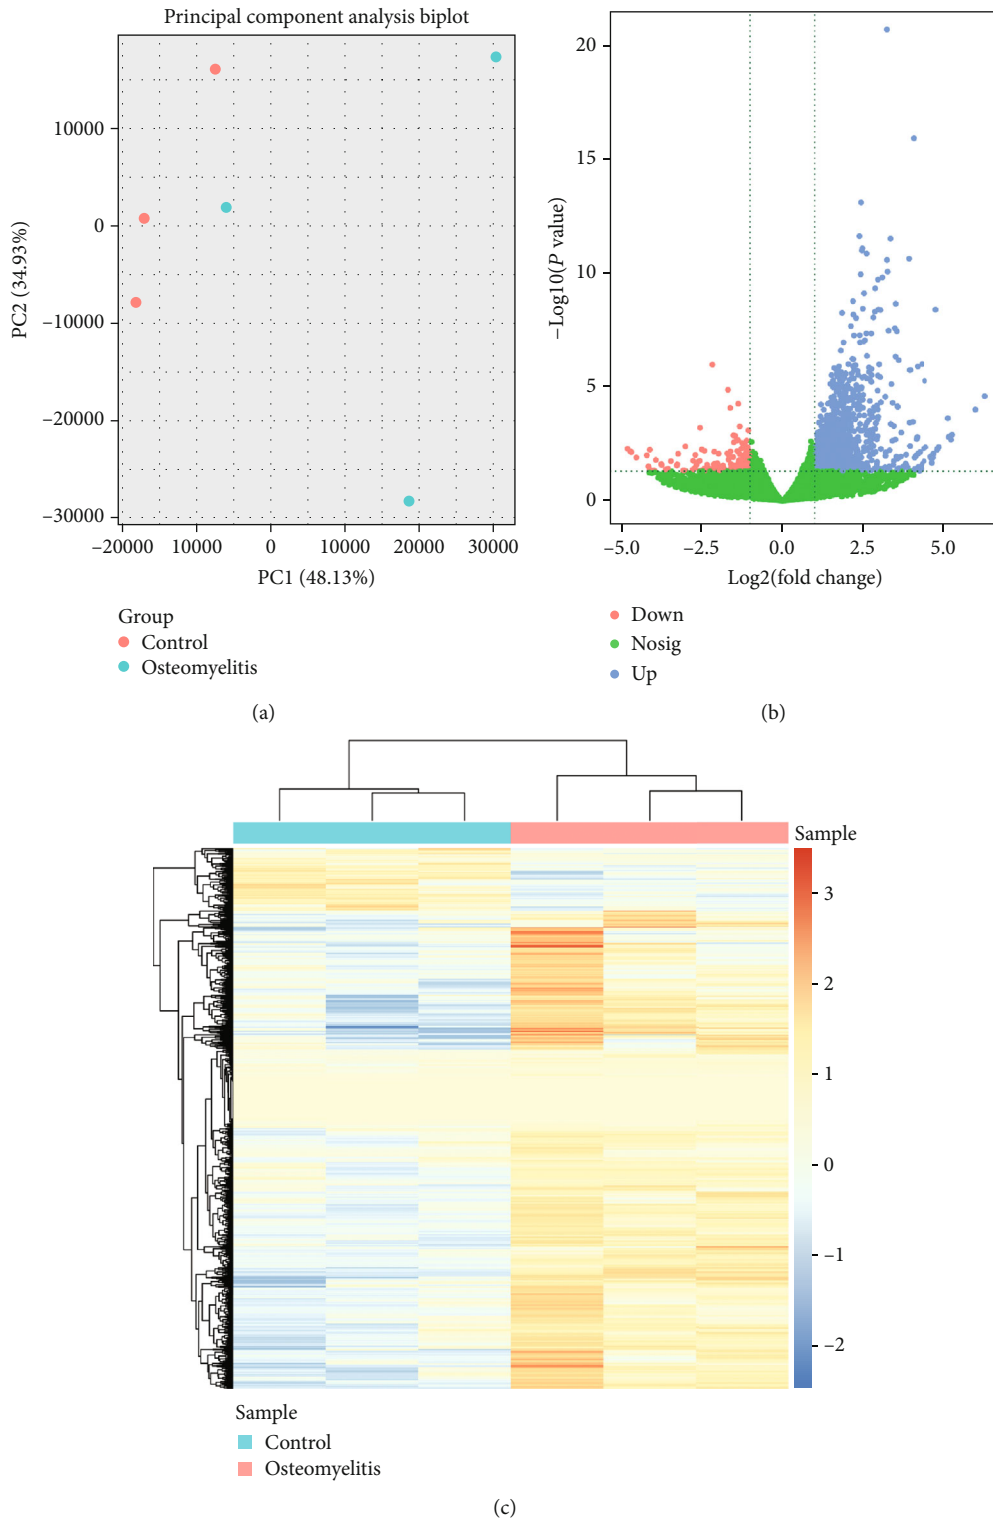 Principal component analysis biplot
10000
0
−10000
−20000
−30000
PC2 (34.93%)
−20000 10000 0 10000 20000 30000
PC1 (48.13%)
Group
Control
Osteomyelitis
(a)
20
15
10
5
0
−Log10(P value)
−5.0 −2.5 0.0 2.5 5.0
Log2(fold change)
Down
Nosig
Up
(b)
Sample
3
2
1
0
−1
−2
Sample
Control
Osteomyelitis
(c)